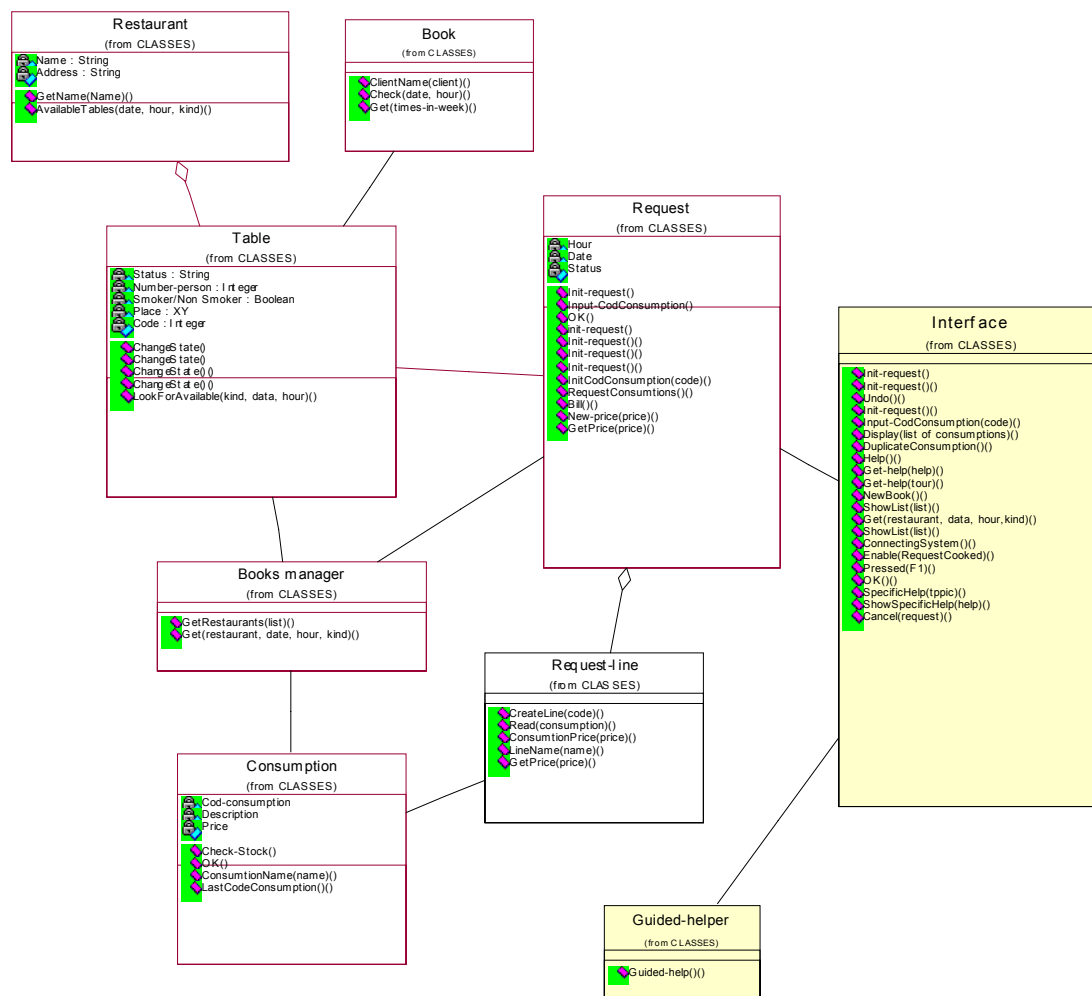 Restaurant
(from CLASSES)
Name : String
Address : String
GetName(Name)()
AvailableTables(date, hour, kind)()
Book
(from CLASSES)
ClientName(client)()
Check(date, hour)()
Get(times-in-week)()
Table
(from CLASSES)
Status : String
Number-person : Integer
Smoker/Non Smoker : Boolean
Place : XY
Code : Integer
ChangeState()
ChangeState()
ChangeState()()
ChangeState()()
LookForAvailable(kind, data, hour)()
Request
(from CLASSES)
Hour
Date
Status
Init-request()
Input-CodConsumption()
OK()
init-request()
Init-request()()
Init-request()()
Init-request()()
InitCodConsumption(code)()
RequestConsumtions()()
Bill()()
New-price(price)()
GetPrice(price)()
Interface
(from CLASSES)
Init-request()
Init-request()()
Undo()()
Init-request()()
Input-CodConsumption(code)()
Display(list of consumptions)()
DuplicateConsumption()()
Help()()
Get-help(help)()
Get-help(tour)()
NewBook()()
ShowList(list)()
Get(restaurant, data, hour,kind)()
ShowList(list)()
ConnectingSystem()()
Enable(RequestCooked)()
Pressed(F1)()
OK()()
SpecificHelp(tppic)()
ShowSpecificHelp(help)()
Cancel(request)()
Books manager
(from CLASSES)
GetRestaurants(list)()
Get(restaurant, date, hour, kind)()
Request-line
(from CLASSES)
CreateLine(code)()
Read(consumption)()
ConsumtionPrice(price)()
LineName(name)()
GetPrice(price)()
Consumption
(from CLASSES)
Cod-consumption
Description
Price
Check-Stock()
OK()
ConsumtionName(name)()
LastCodeConsumption()()
Guided-helper
(from CLASSES)
Guided-help()()